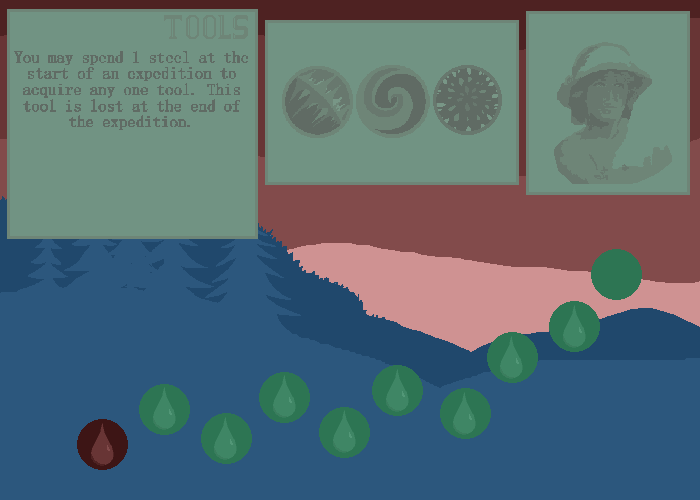 TOOLS
You may spend 1 steel at the
start of an expedition to
acquire any one tool. This
tool is lost at the end of
the expedition.